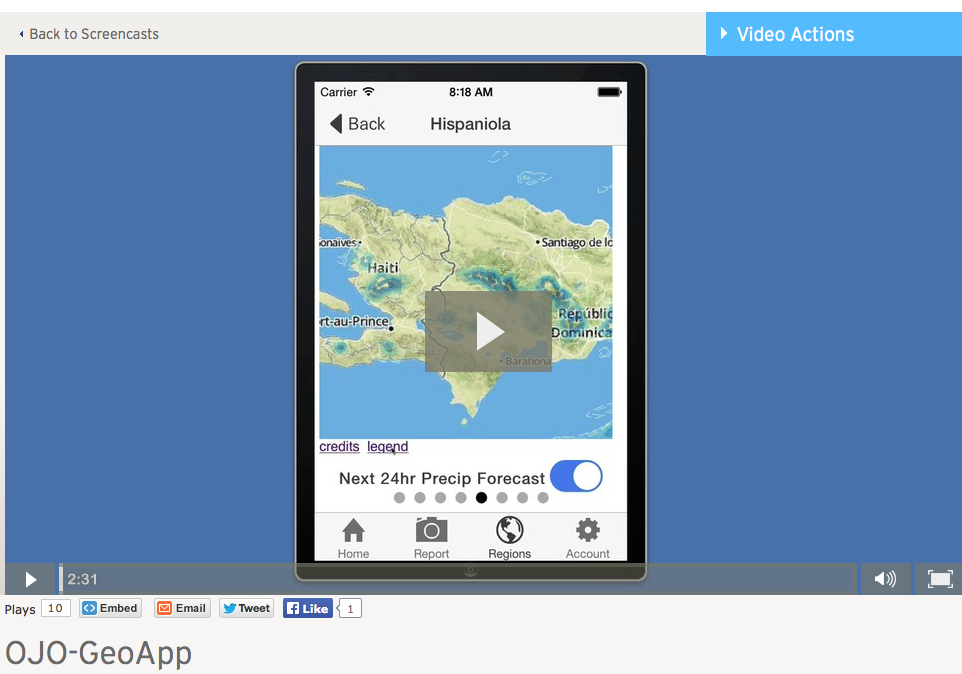 Back to Screencasts
Video Actions
Carrier 8:18 AM
Back Hispaniola
onaives
Santiago de lo
Haiti
Repúblic
rt-au-Prince
Dominica
Barahona
credits legend
Next 24hr Precip Forecast
Home Report Regions Account
2:31
Plays 10 Embed Email Tweet Like 1
OJO-GeoApp